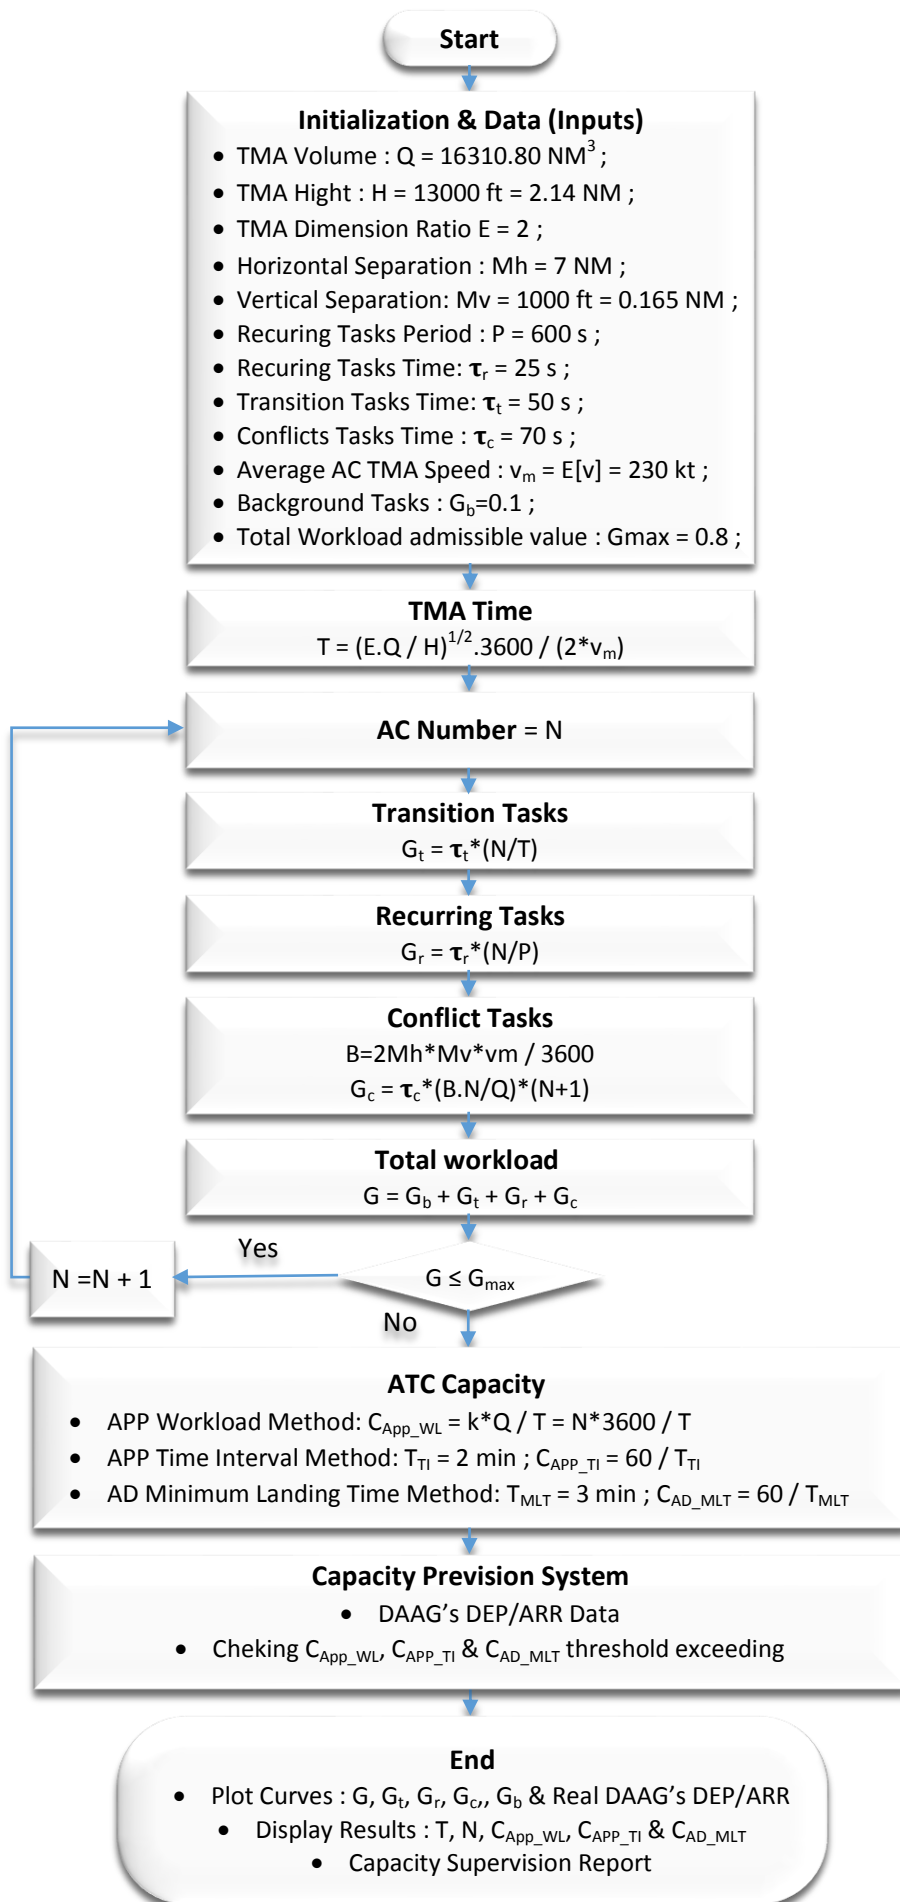 Start
Initialization & Data (Inputs)
• TMA Volume : Q = 16310.80 NM³ ;
• TMA Hight : H = 13000 ft = 2.14 NM ;
• TMA Dimension Ratio E = 2 ;
• Horizontal Separation : Mh = 7 NM ;
• Vertical Separation: Mv = 1000 ft = 0.165 NM ;
• Recuring Tasks Period : P = 600 s ;
• Recuring Tasks Time: τr = 25 s ;
• Transition Tasks Time: τt = 50 s ;
• Conflicts Tasks Time : τc = 70 s ;
• Average AC TMA Speed : vm = E[v] = 230 kt ;
• Background Tasks : Gb=0.1 ;
• Total Workload admissible value : Gmax = 0.8 ;
TMA Time
T = (E.Q / H)^1/2.3600 / (2*vm)
AC Number = N
Transition Tasks
Gt = τt*(N/T)
Recurring Tasks
Gr = τr*(N/P)
Conflict Tasks
B=2Mh*Mv*vm / 3600
Gc = τc*(B.N/Q)*(N+1)
Total workload
G = Gb + Gt + Gr + Gc
Yes
N =N + 1
G ≤ Gmax
No
ATC Capacity
• APP Workload Method: CApp_WL = k*Q / T = N*3600 / T
• APP Time Interval Method: TTI = 2 min ; CAPP_TI = 60 / TTI
• AD Minimum Landing Time Method: TMLT = 3 min ; CAD_MLT = 60 / TMLT
Capacity Prevision System
• DAAG's DEP/ARR Data
• Cheking CApp_WL, CAPP_TI & CAD_MLT threshold exceeding
End
• Plot Curves : G, Gt, Gr, Gc,, Gb & Real DAAG's DEP/ARR
• Display Results : T, N, CApp_WL, CAPP_TI & CAD_MLT
• Capacity Supervision Report